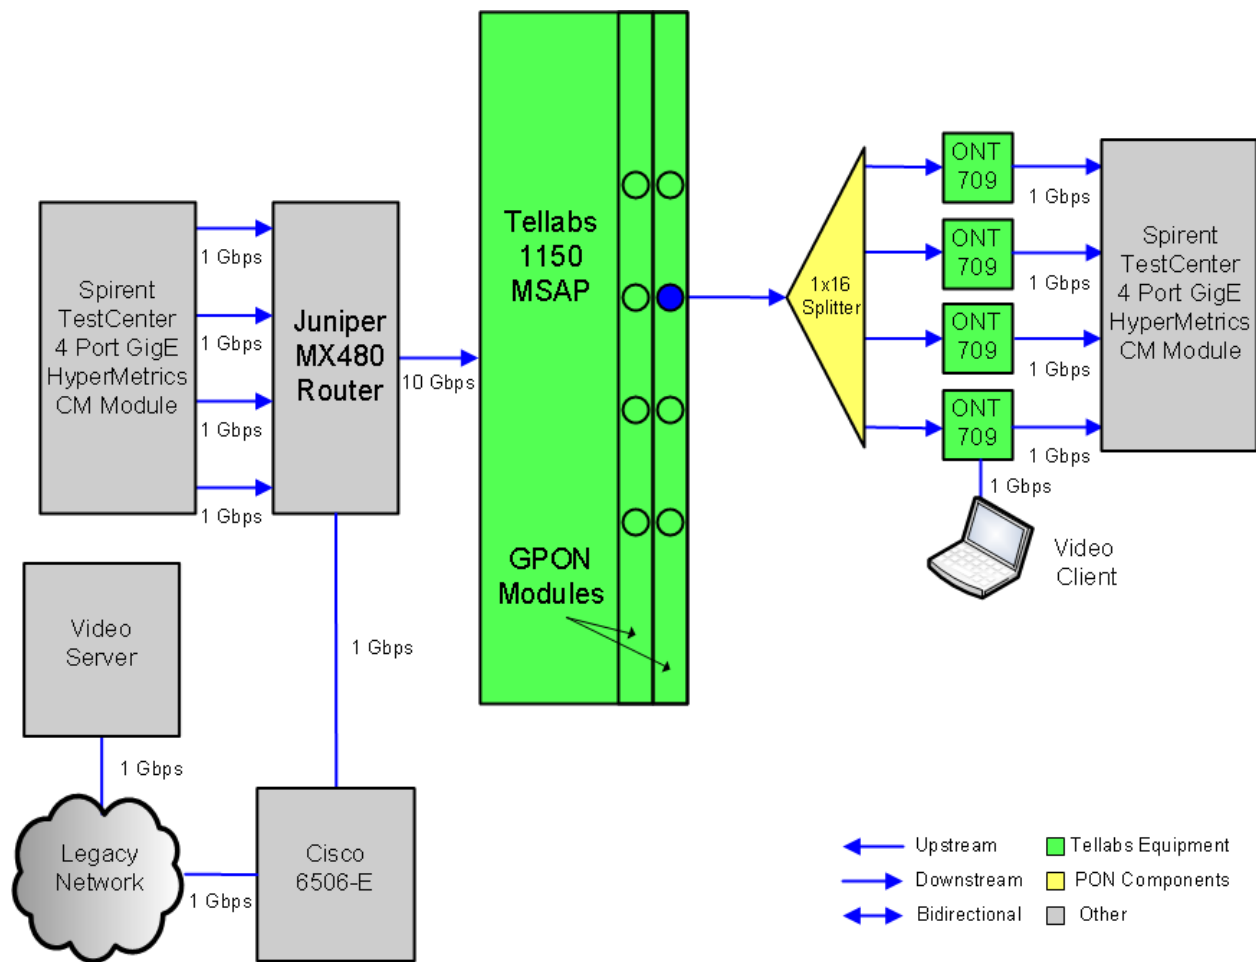 Spirent
TestCenter
4 Port GigE
HyperMetrics
CM Module
1 Gbps
1 Gbps
1 Gbps
1 Gbps
Juniper
MX480
Router
10 Gbps
Tellabs
1150
MSAP
GPON
Modules
1x16
Splitter
ONT
709
1 Gbps
ONT
709
1 Gbps
ONT
709
1 Gbps
ONT
709
1 Gbps
1 Gbps
Spirent
TestCenter
4 Port GigE
HyperMetrics
CM Module
Video
Client
1 Gbps
Video
Server
1 Gbps
Legacy
Network
1 Gbps
Cisco
6506-E
Upstream
Downstream
Bidirectional
Tellabs Equipment
PON Components
Other